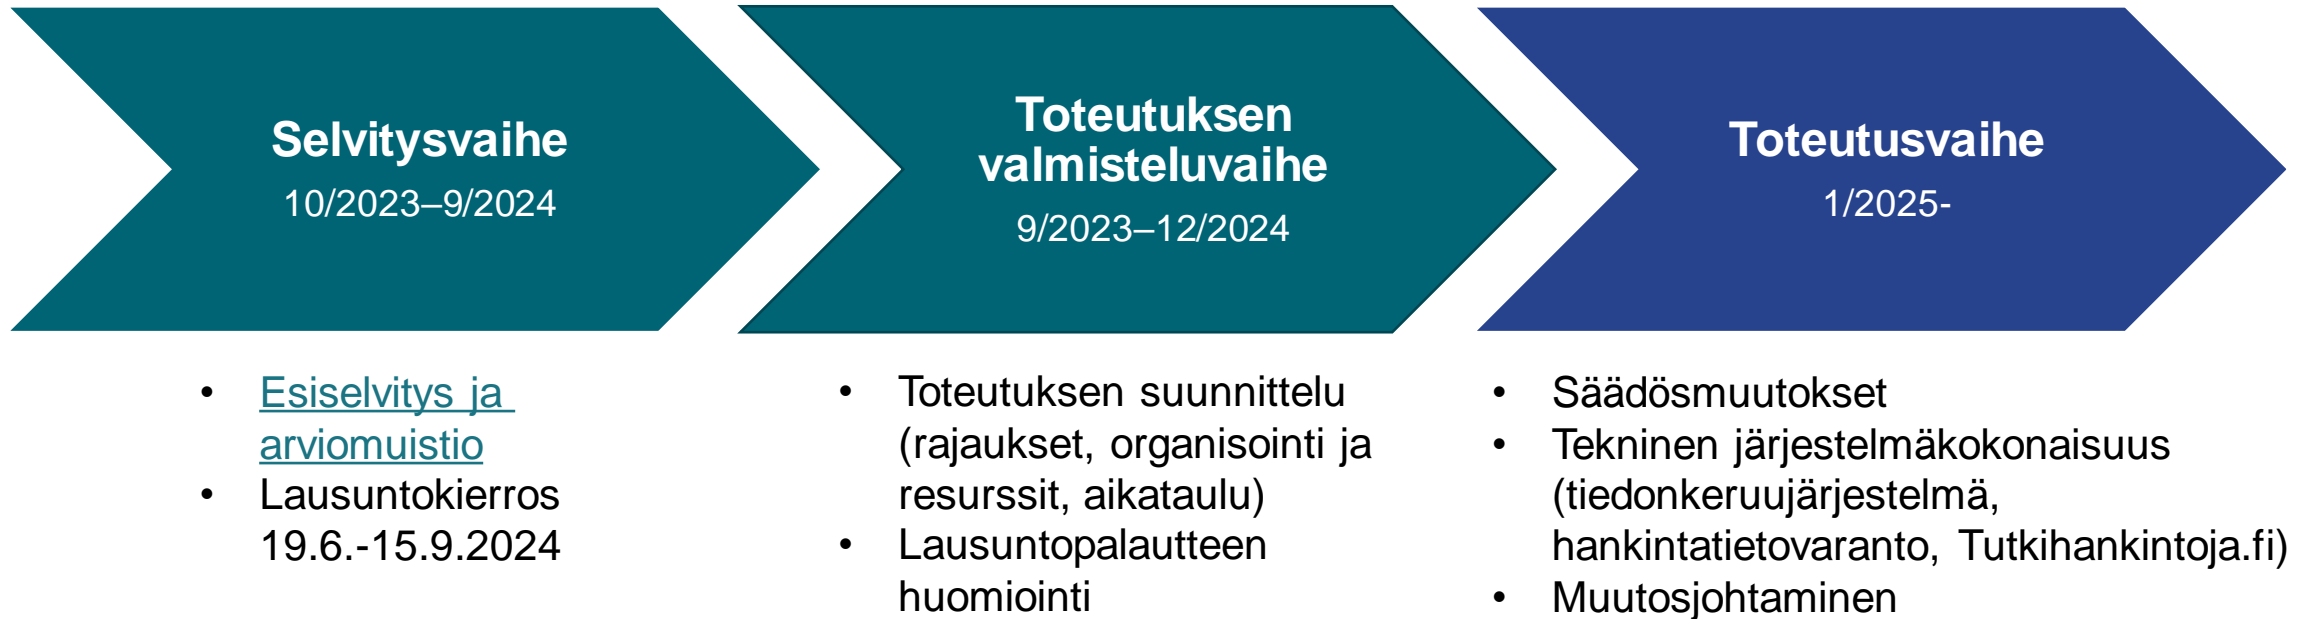 Selvitysvaihe
10/2023–9/2024
• Esiselvitys ja
arviomuistio
• Lausuntokierros
19.6.-15.9.2024
Toteutuksen
valmisteluvaihe
9/2023–12/2024
• Toteutuksen suunnittelu
(rajaukset, organisointi ja
resurssit, aikataulu)
• Lausuntopalautteen
huomiointi
Toteutusvaihe
1/2025-
• Säädösmuutokset
• Tekninen järjestelmäkokonaisuus
(tiedonkeruujärjestelmä,
hankintatietovaranto, Tutkihankintoja.fi)
• Muutosjohtaminen